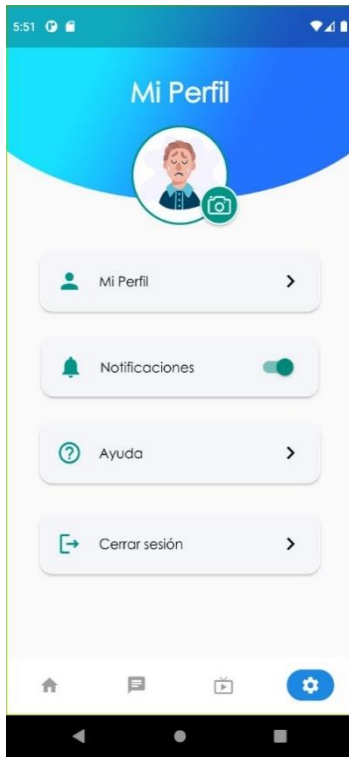 5:51
Mi Perfil
Mi Perfil
Notificaciones
Ayuda
Cerrar sesión